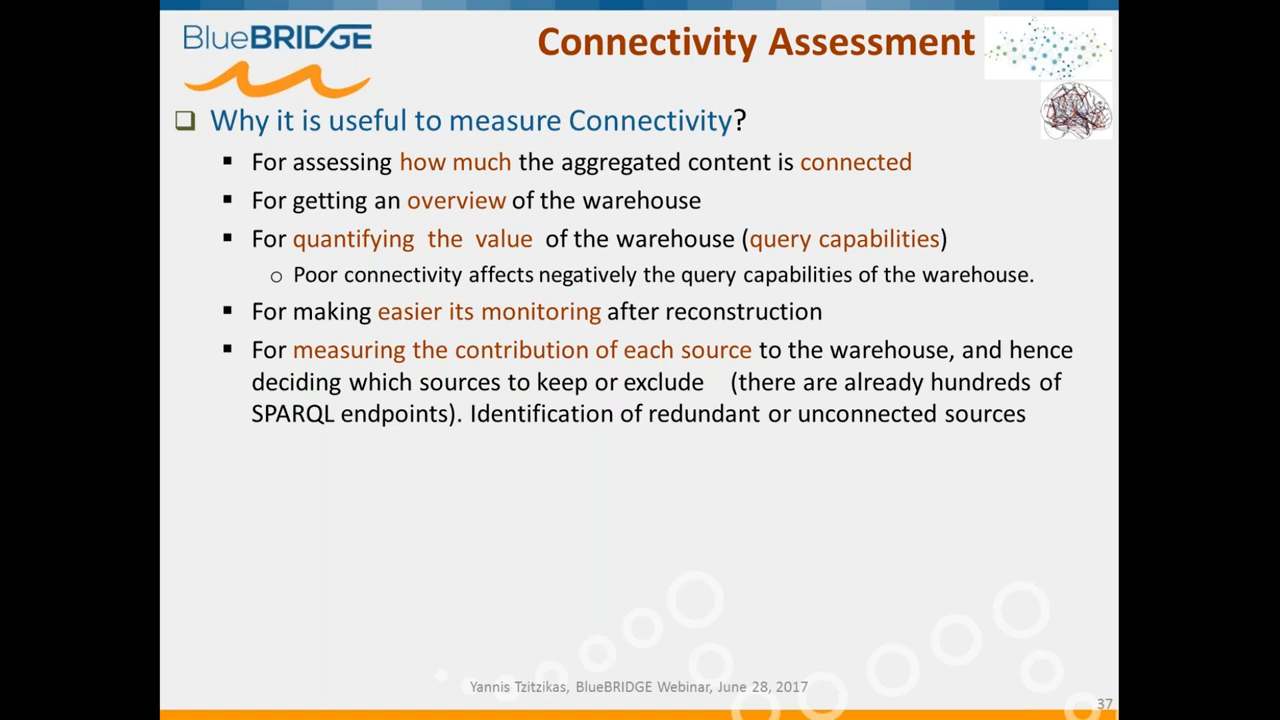 BlueBRIDGE
Connectivity Assessment
Why it is useful to measure Connectivity?
For assessing how much the aggregated content is connected
For getting an overview of the warehouse
For quantifying the value of the warehouse (query capabilities)
Poor connectivity affects negatively the query capabilities of the warehouse.
For making easier its monitoring after reconstruction
For measuring the contribution of each source to the warehouse, and hence
deciding which sources to keep or exclude (there are already hundreds of
SPARQL endpoints). Identification of redundant or unconnected sources
Yannis Tzitzikas, BlueBRIDGE Webinar, June 28, 2017
37